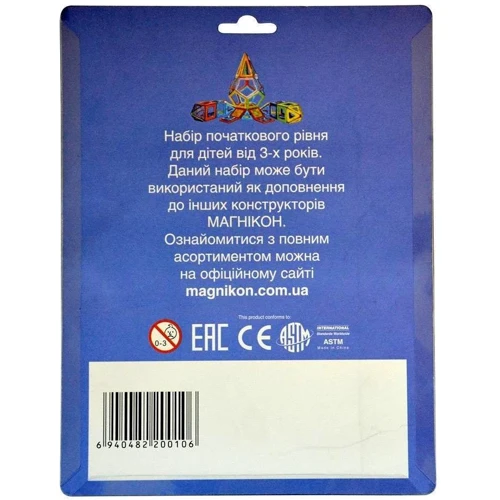 Набір початкового рівня
для дітей від 3-х років.
Даний набір може бути
використаний як доповнення
до інших конструкторів
МАГНІКОН.
Ознайомитися з повним
асортиментом можна
на офіційному сайті
magnikon.com.ua
This product conforms to:
0-3
EAC CE ASTM
INTERNATIONAL
Standards Worldwide
ASTM
Made in China
6 940482 200106